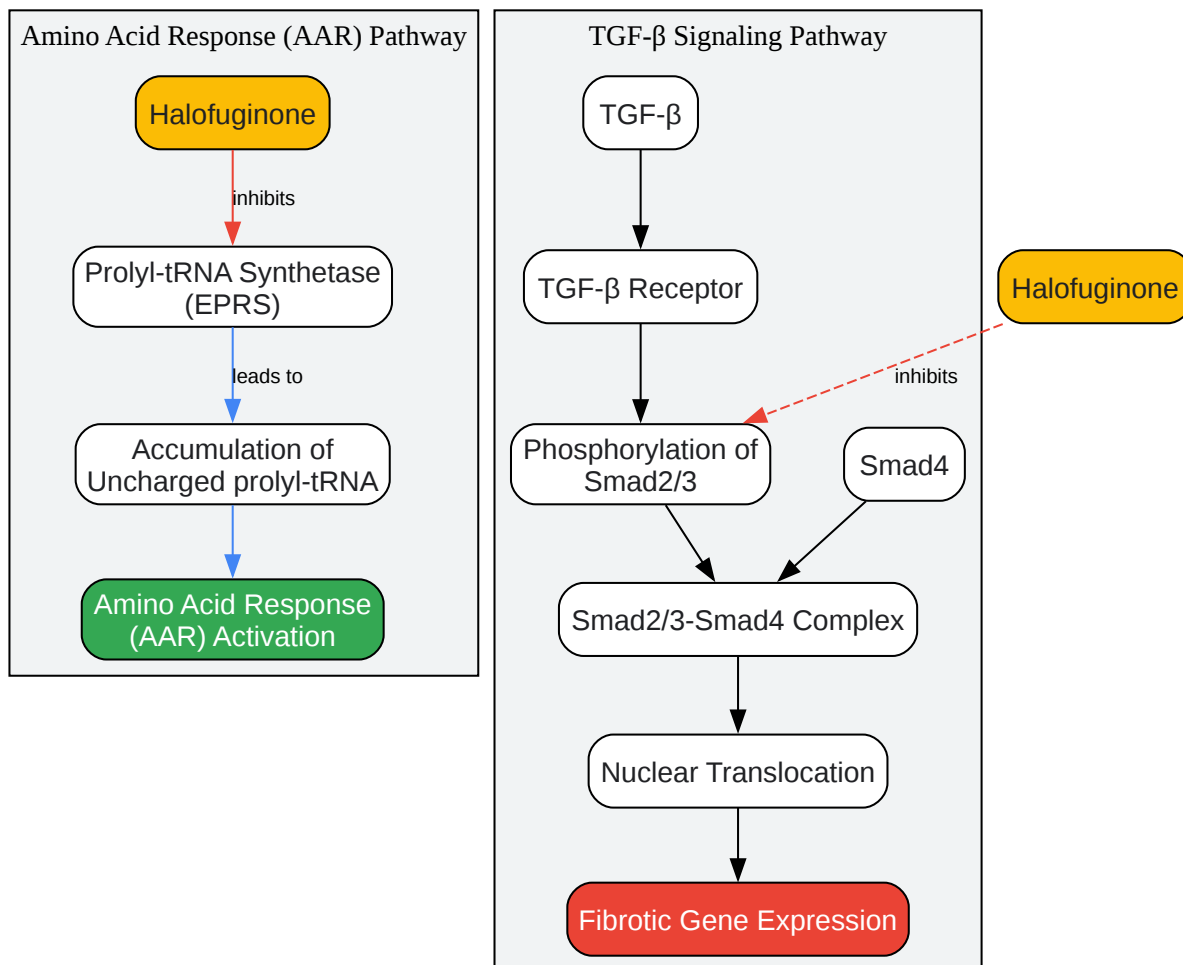 Amino Acid Response (AAR) Pathway
Halofuginone
inhibits
Prolyl-tRNA Synthetase
(EPRS)
leads to
Accumulation of
Uncharged prolyl-tRNA
Amino Acid Response
(AAR) Activation
TGF-β Signaling Pathway
TGF-β
TGF-β Receptor
Halofuginone
inhibits
Phosphorylation of
Smad2/3
Smad4
Smad2/3-Smad4 Complex
Nuclear Translocation
Fibrotic Gene Expression